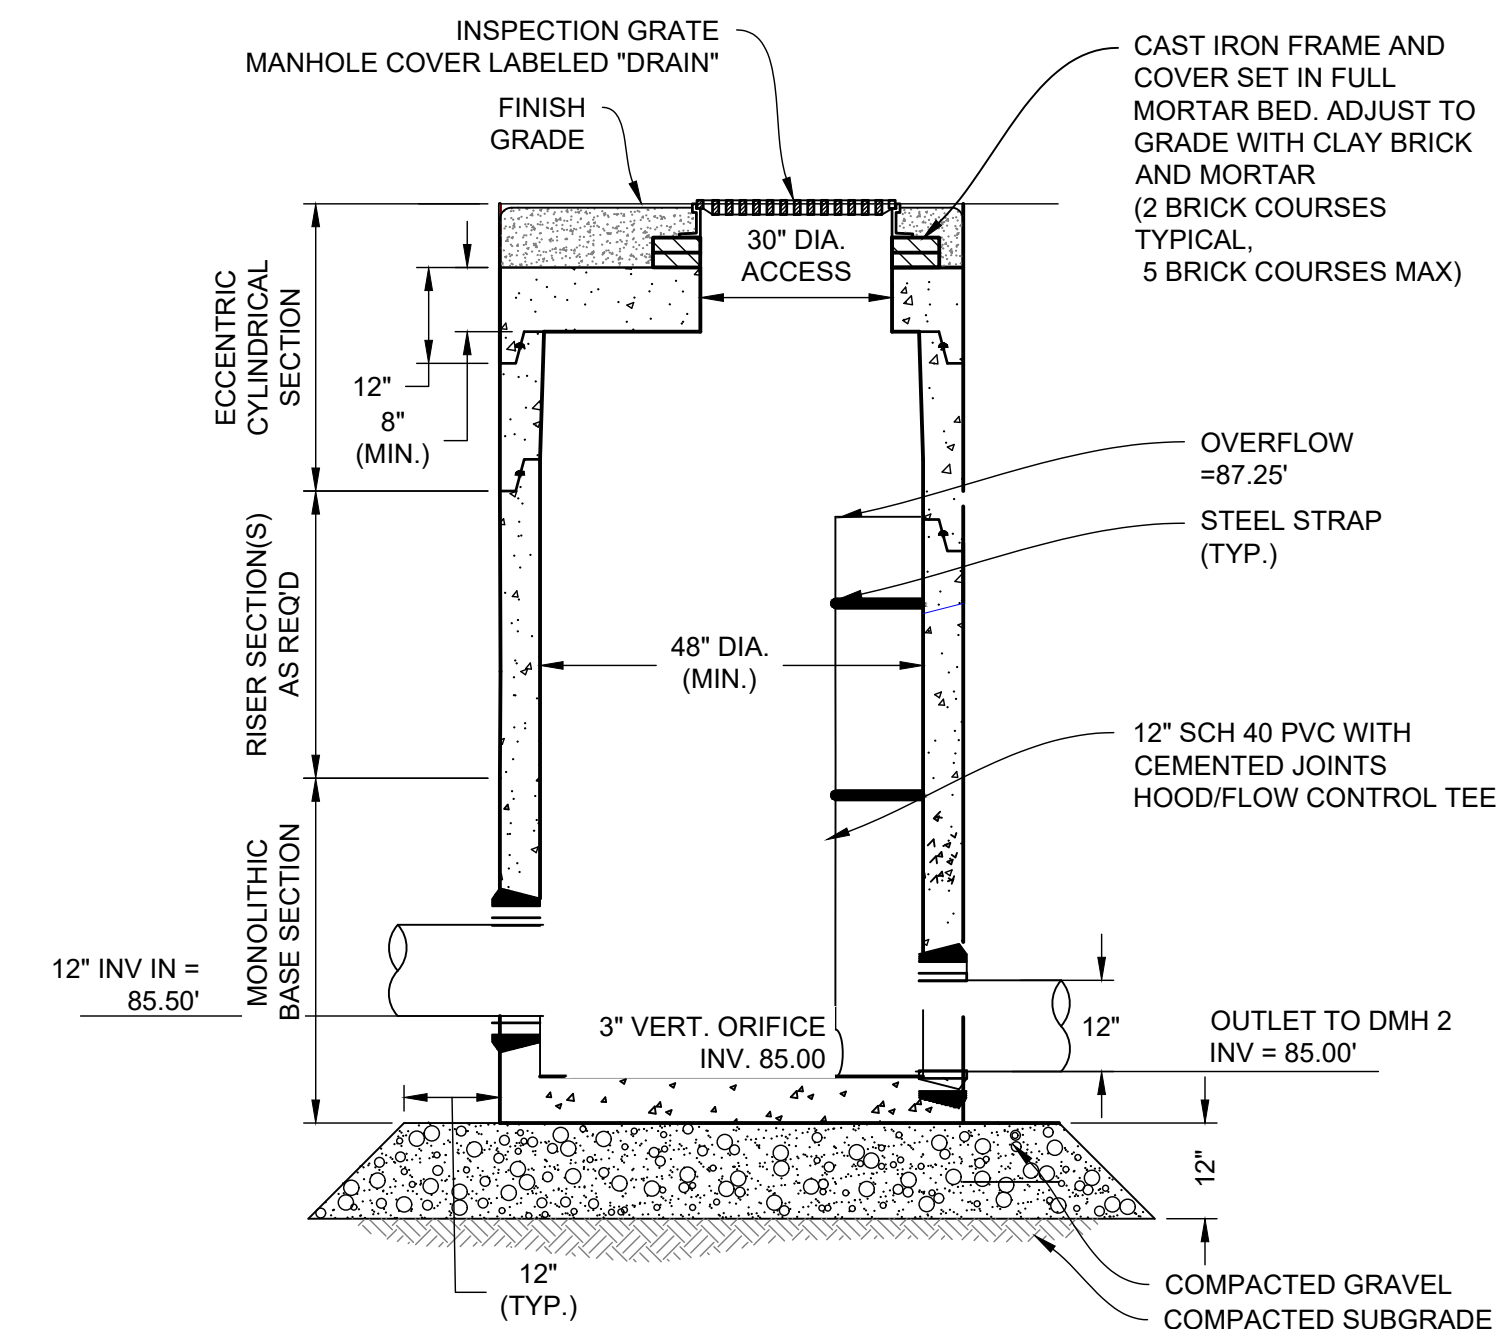 INSPECTION GRATE
MANHOLE COVER LABELED "DRAIN"
FINISH
GRADE
CAST IRON FRAME AND
COVER SET IN FULL
MORTAR BED. ADJUST TO
GRADE WITH CLAY BRICK
AND MORTAR
(2 BRICK COURSES
TYPICAL,
5 BRICK COURSES MAX)
30" DIA.
ACCESS
ECCENTRIC
CYLINDRICAL
SECTION
12"
8"
(MIN.)
OVERFLOW
=87.25'
STEEL STRAP
(TYP.)
RISER SECTION(S)
AS REQ'D
48" DIA.
(MIN.)
12" SCH 40 PVC WITH
CEMENTED JOINTS
HOOD/FLOW CONTROL TEE
MONOLITHIC
BASE SECTION
12" INV IN =
85.50'
3" VERT. ORIFICE
INV. 85.00
12"
OUTLET TO DMH 2
INV = 85.00'
12"
12"
(TYP.)
COMPACTED GRAVEL
COMPACTED SUBGRADE